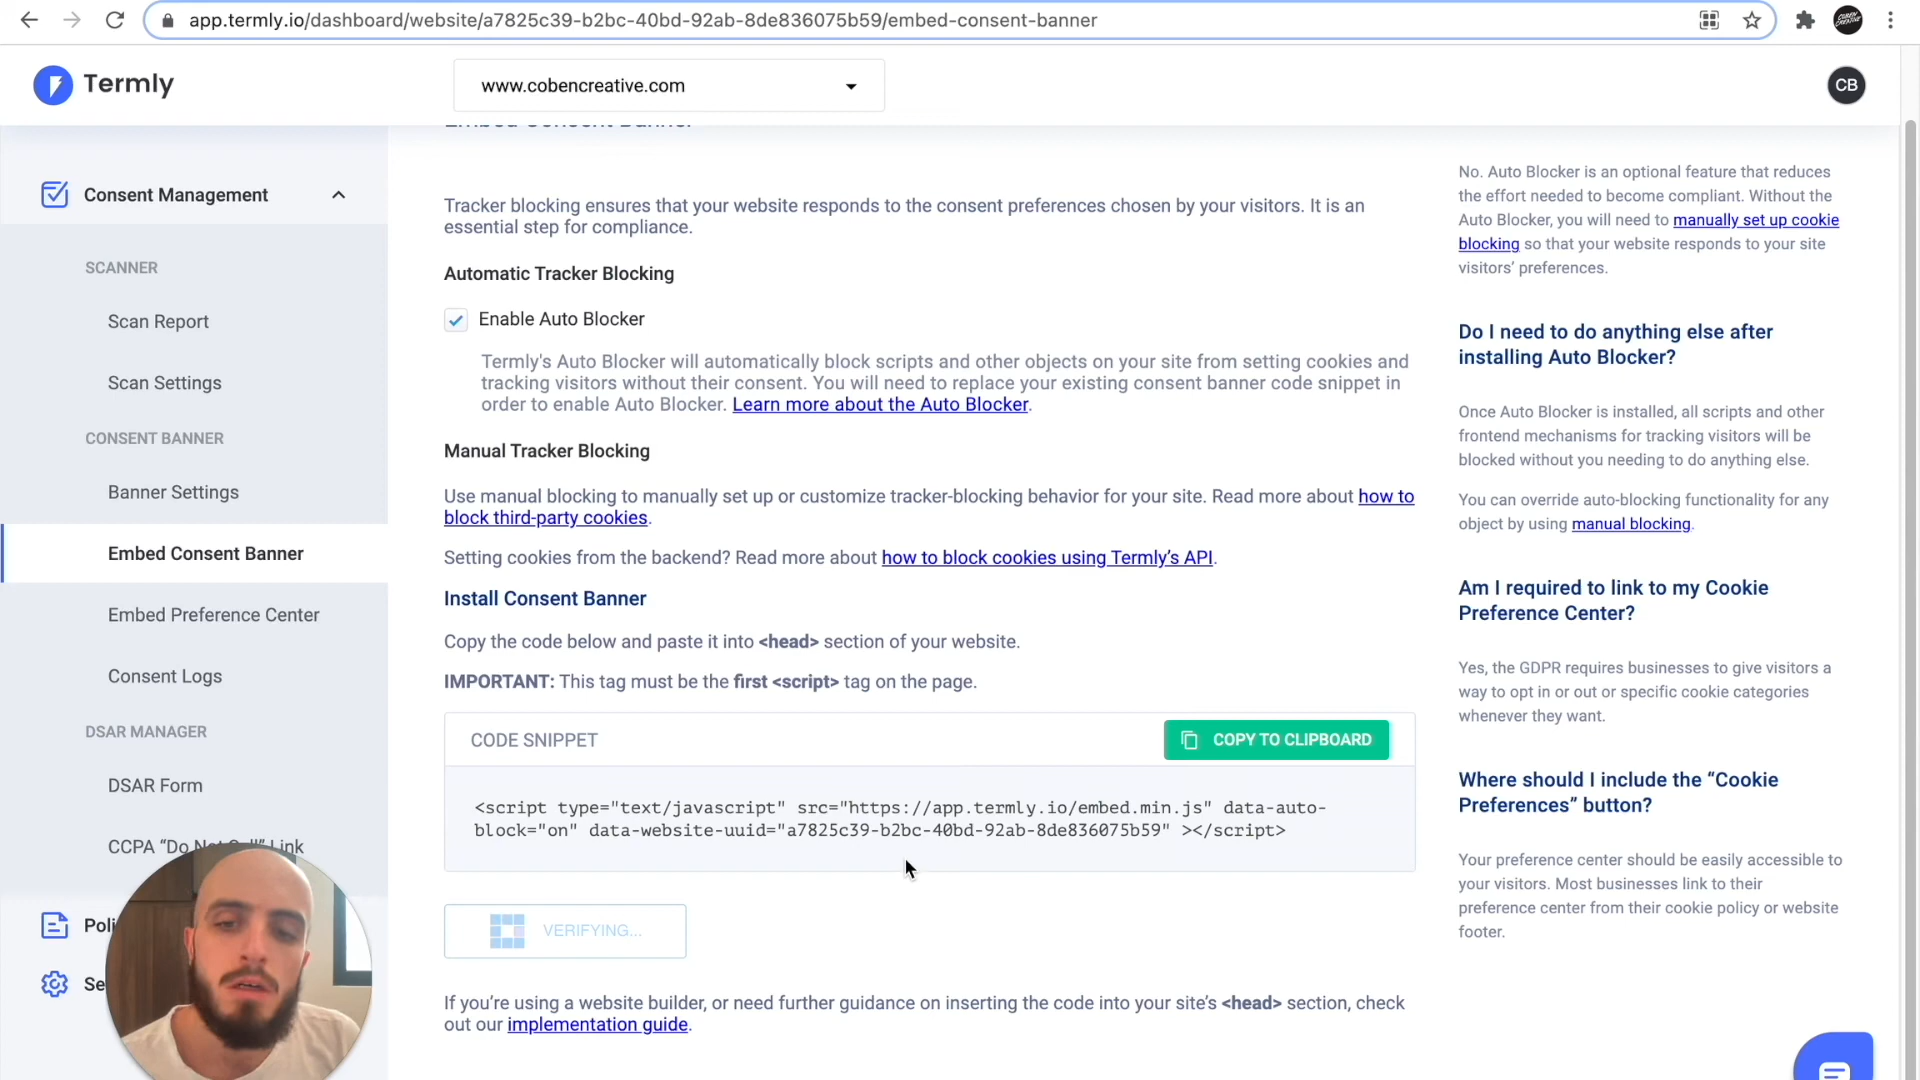 app.termly.io/dashboard/website/a7825c39-b2bc-40bd-92ab-8de836075b59/embed-consent-banner
Termly
www.cobencreative.com
CB
Embed Consent Banner
Consent Management
SCANNER
Scan Report
Scan Settings
CONSENT BANNER
Banner Settings
Embed Consent Banner
Embed Preference Center
Consent Logs
DSAR MANAGER
DSAR Form
CCPA “Do Not Link
Tracker blocking ensures that your website responds to the consent preferences chosen by your visitors. It is an
essential step for compliance.
Automatic Tracker Blocking
Enable Auto Blocker
Termly's Auto Blocker will automatically block scripts and other objects on your site from setting cookies and
tracking visitors without their consent. You will need to replace your existing consent banner code snippet in
order to enable Auto Blocker. Learn more about the Auto Blocker.
Manual Tracker Blocking
Use manual blocking to manually set up or customize tracker-blocking behavior for your site. Read more about how to
block third-party cookies.
Setting cookies from the backend? Read more about how to block cookies using Termly’s API.
Install Consent Banner
Copy the code below and paste it into <head> section of your website.
IMPORTANT: This tag must be the first <script> tag on the page.
CODE SNIPPET
COPY TO CLIPBOARD
<script type="text/javascript" src="https://app.termly.io/embed.min.js" data-auto-
block="on" data-website-uuid="a7825c39-b2bc-40bd-92ab-8de836075b59" ></script>
VERIFYING...
If you’re using a website builder, or need further guidance on inserting the code into your site’s <head> section, check
out our implementation guide.
No. Auto Blocker is an optional feature that reduces
the effort needed to become compliant. Without the
Auto Blocker, you will need to manually set up cookie
blocking so that your website responds to your site
visitors’ preferences.
Do I need to do anything else after
installing Auto Blocker?
Once Auto Blocker is installed, all scripts and other
frontend mechanisms for tracking visitors will be
blocked without you needing to do anything else.
You can override auto-blocking functionality for any
object by using manual blocking.
Am I required to link to my Cookie
Preference Center?
Yes, the GDPR requires businesses to give visitors a
way to opt in or out or specific cookie categories
whenever they want.
Where should I include the “Cookie
Preferences” button?
Your preference center should be easily accessible to
your visitors. Most businesses link to their
preference center from their cookie policy or website
footer.